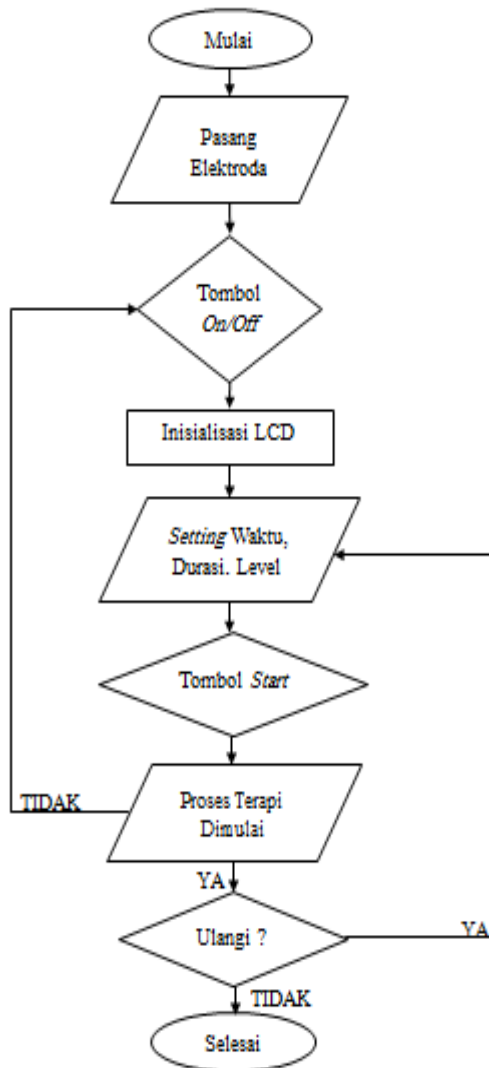 Mulai
Pasang
Elektroda
Tombol
On/Off
Inisialisasi LCD
Setting Waktu,
Durasi. Level
Tombol Start
Proses Terapi
Dimulai
TIDAK
YA
Ulangi ?
YA
TIDAK
Selesai